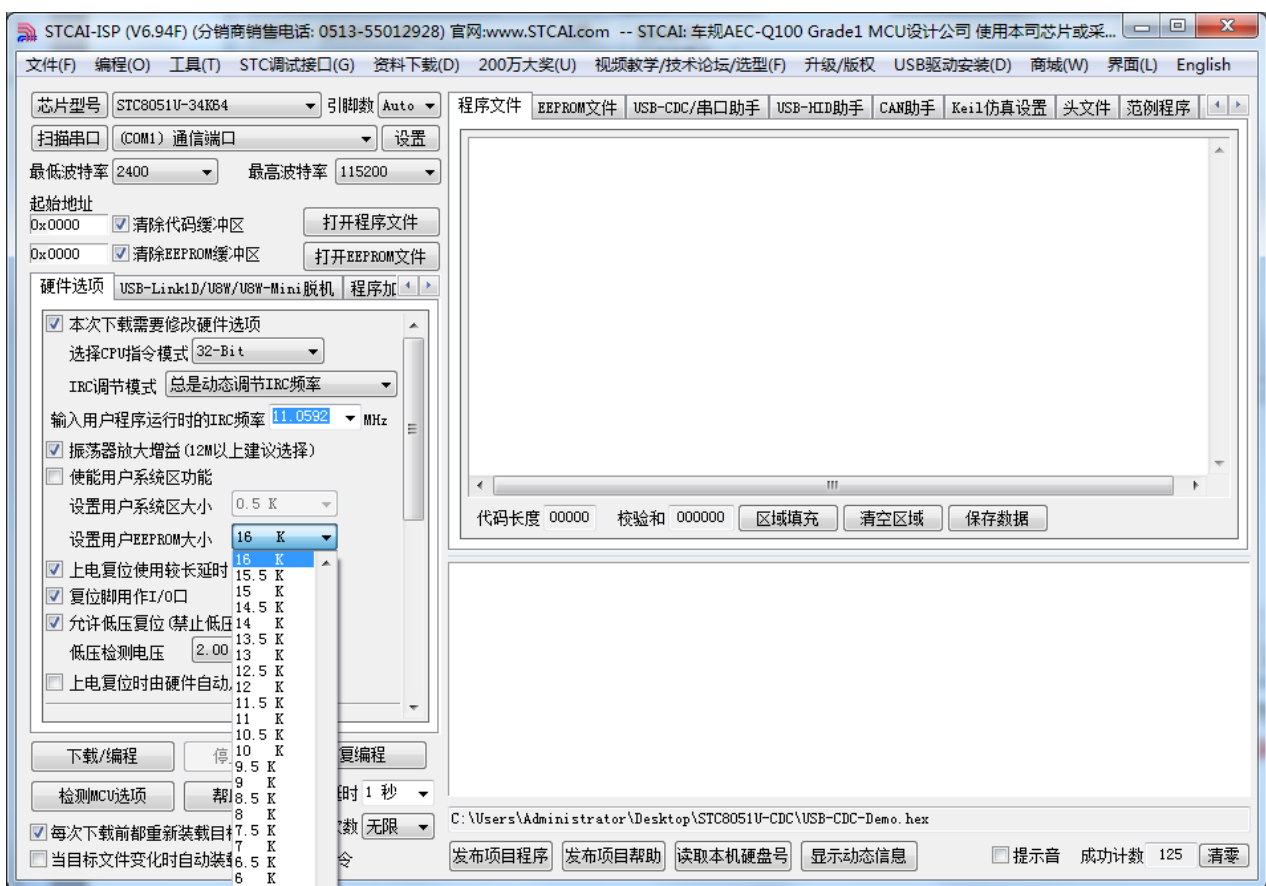 STCAI-ISP (V6.94F) (分销商销售电话: 0513-55012928) 官网:www.STCAI.com -- STCAI: 车规AEC-Q100 Grade1 MCU设计公司 使用本司芯片或采...
文件(F) 编程(O) 工具(T) STC调试接口(G) 资料下载(D) 200万大奖(U) 视频教学/技术论坛/选型(F) 升级/版权 USB驱动安装(D) 商城(W) 界面(L) English
芯片型号 STC8051U-34K64 引脚数 Auto
程序文件 EEPROM文件 USB-CDC/串口助手 USB-HID助手 CAN助手 Keil仿真设置 头文件 范例程序
扫描串口 (COM1) 通信端口 设置
最低波特率 2400 最高波特率 115200
起始地址
0x0000 清除代码缓冲区 打开程序文件
0x0000 清除EEPROM缓冲区 打开EEPROM文件
硬件选项 USB-Link1D/U8W/U8W-Mini脱机 程序加
本次下载需要修改硬件选项
选择CPU指令模式 32-Bit
IRC调节模式 总是动态调节IRC频率
输入用户程序运行时的IRC频率 11.0592 MHz
振荡器放大增益(12M以上建议选择)
使能用户系统区功能
设置用户系统区大小 0.5 K
代码长度 00000 校验和 000000 区域填充 清空区域 保存数据
设置用户EEPROM大小 16 K
16 K
上电复位使用较长延时
15.5 K
15 K
复位脚用作I/O口
14.5 K
14 K
允许低压复位(禁止低压
13.5 K
低压检测电压 2.00
13 K
12.5 K
上电复位时由硬件自动
12 K
11.5 K
11 K
10.5 K
10 K
下载/编程 停 复编程
9.5 K
9 K
检测MCU选项 帮 延时 1 秒
8.5 K
8 K
每次下载前都重新装载目标 次数 无限
7.5 K
7 K
当目标文件变化时自动装载 令
6.5 K
6 K
C:\Users\Administrator\Desktop\STC8051U-CDC\USB-CDC-Demo.hex
发布项目程序 发布项目帮助 读取本机硬盘号 显示动态信息 提示音 成功计数 125 清零